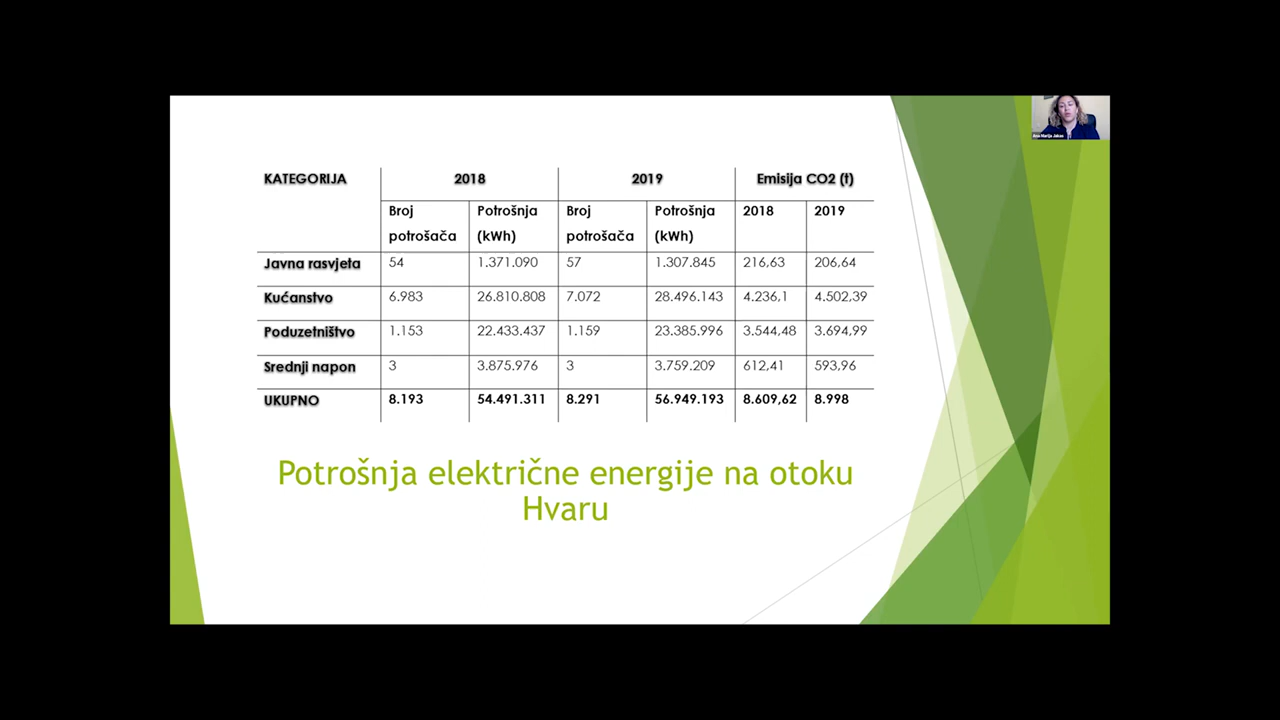 KATEGORIJA 2018 2019 Emisija CO2 (t)
Broj potrošača Potrošnja (kWh) Broj potrošača Potrošnja (kWh) 2018 2019
Javna rasvjeta 54 1.371.090 57 1.307.845 216,63 206,64
Kućanstvo 6.983 26.810.808 7.072 28.496.143 4.236,1 4.502,39
Poduzetništvo 1.153 22.433.437 1.159 23.385.996 3.544,48 3.694,99
Srednji napon 3 3.875.976 3 3.759.209 612,41 593,96
UKUPNO 8.193 54.491.311 8.291 56.949.193 8.609,62 8.998
Potrošnja električne energije na otoku
Hvaru
Ana Marija Jakas